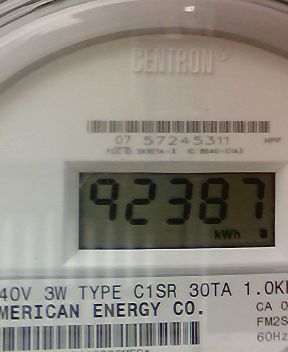 CENTRON®
07 57245311 HPP
92387
kWh
40V 3W TYPE C1SR 30TA 1.0K
MERICAN ENERGY CO.
CA 0
FM2S
60Hz